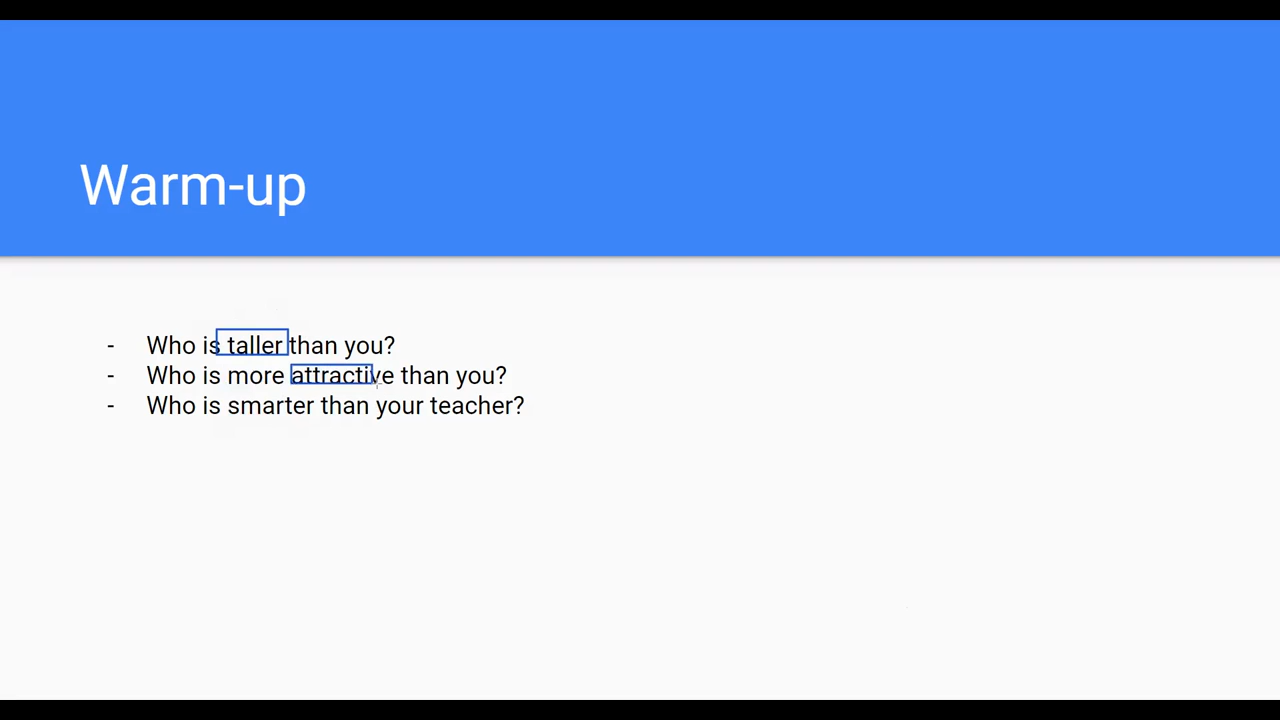 Warm-up
- Who is taller than you?
- Who is more attractive than you?
- Who is smarter than your teacher?